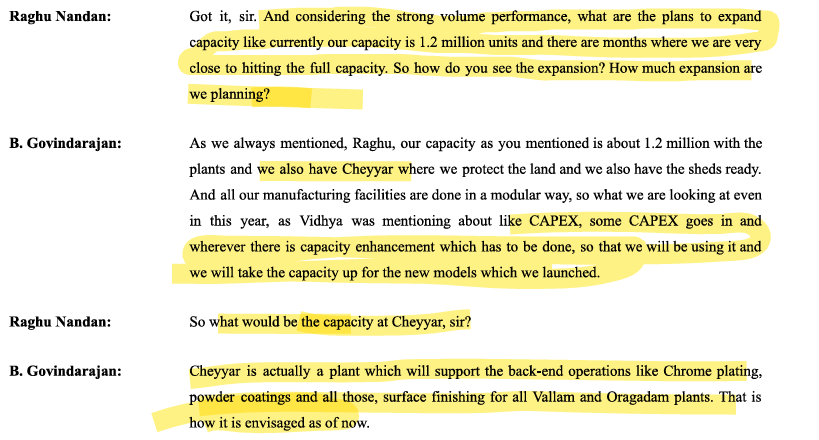 Raghu Nandan: Got it, sir. And considering the strong volume performance, what are the plans to expand
capacity like currently our capacity is 1.2 million units and there are months where we are very
close to hitting the full capacity. So how do you see the expansion? How much expansion are
we planning?
B. Govindarajan: As we always mentioned, Raghu, our capacity as you mentioned is about 1.2 million with the
plants and we also have Cheyyar where we protect the land and we also have the sheds ready.
And all our manufacturing facilities are done in a modular way, so what we are looking at even
in this year, as Vidhya was mentioning about like CAPEX, some CAPEX goes in and
wherever there is capacity enhancement which has to be done, so that we will be using it and
we will take the capacity up for the new models which we launched.
Raghu Nandan: So what would be the capacity at Cheyyar, sir?
B. Govindarajan: Cheyyar is actually a plant which will support the back-end operations like Chrome plating,
powder coatings and all those, surface finishing for all Vallam and Oragadam plants. That is
how it is envisaged as of now.